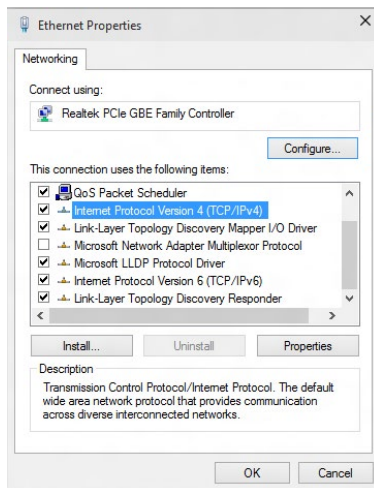 Ethernet Properties
Networking
Connect using:
Realtek PCIe GBE Family Controller
Configure...
This connection uses the following items:
QoS Packet Scheduler
Internet Protocol Version 4 (TCP/IPv4)
Link-Layer Topology Discovery Mapper I/O Driver
Microsoft Network Adapter Multiplexor Protocol
Microsoft LLDP Protocol Driver
Internet Protocol Version 6 (TCP/IPv6)
Link-Layer Topology Discovery Responder
Install...
Uninstall
Properties
Description
Transmission Control Protocol/Internet Protocol. The default
wide area network protocol that provides communication
across diverse interconnected networks.
OK
Cancel